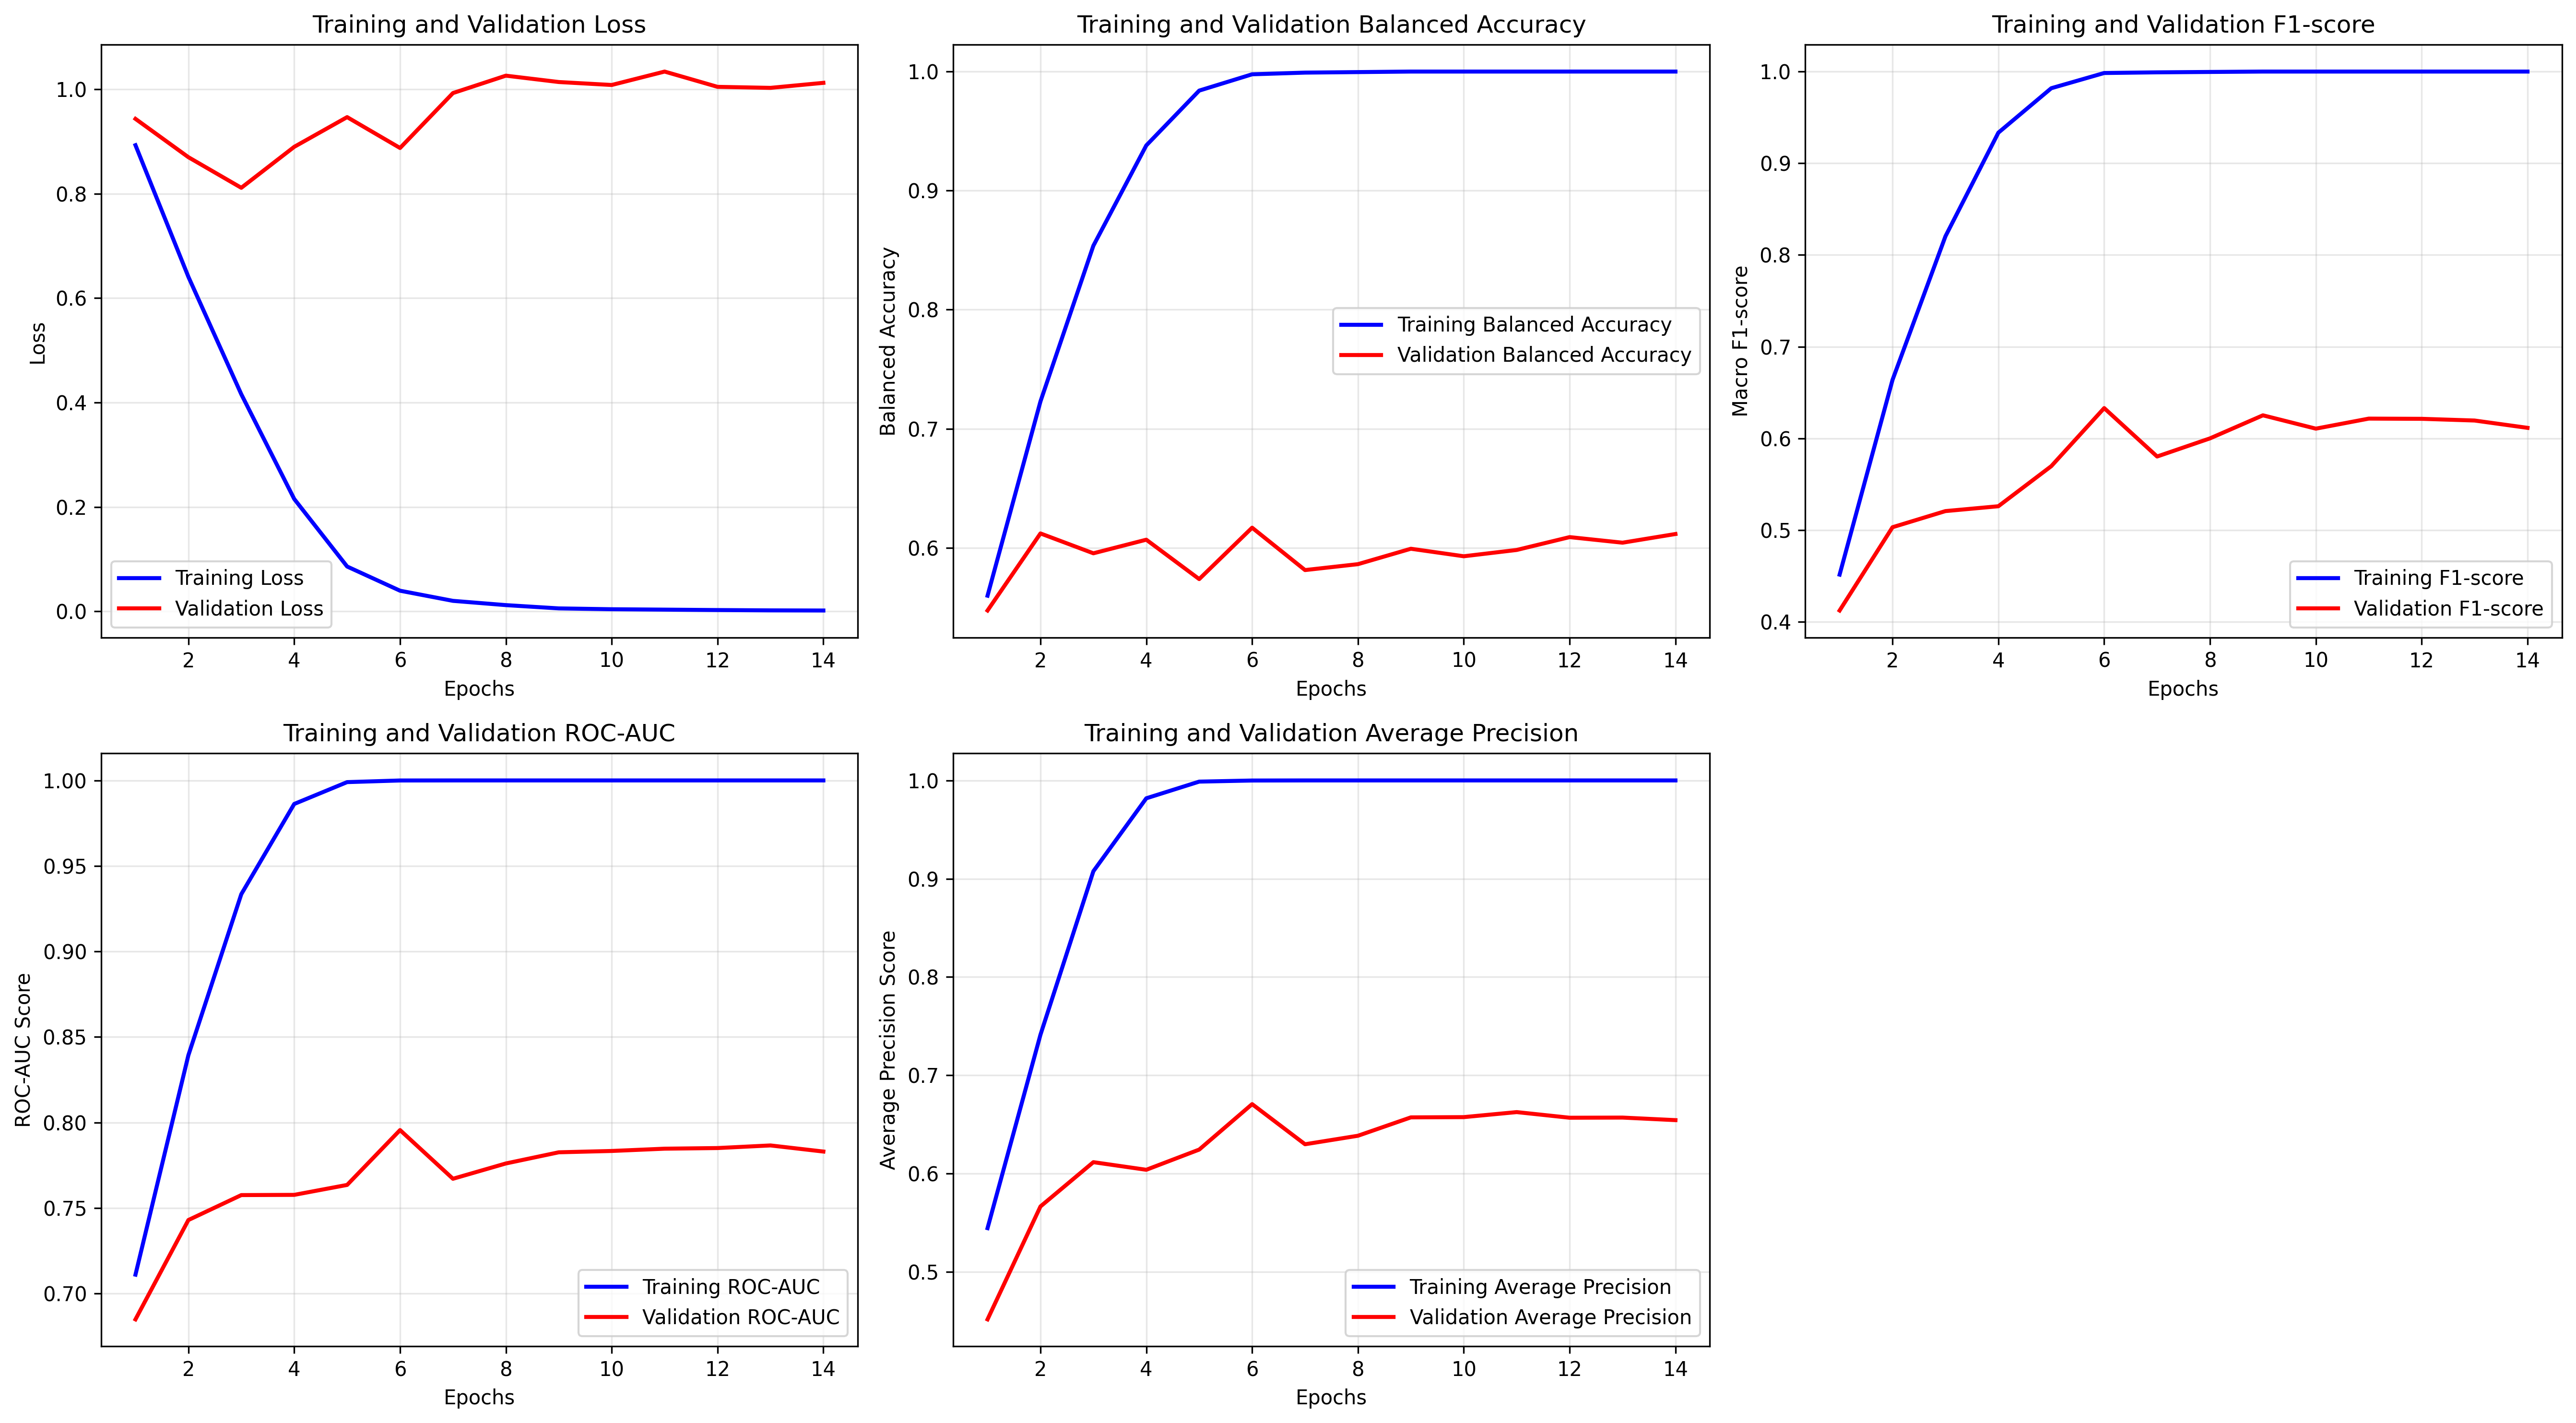 Training and Validation Loss
1.0
0.8
0.6
0.4
0.2
0.0
Loss
Training Loss
Validation Loss
2 4 6 8 10 12 14
Epochs
Training and Validation Balanced Accuracy
1.0
0.9
0.8
0.7
0.6
Balanced Accuracy
Training Balanced Accuracy
Validation Balanced Accuracy
2 4 6 8 10 12 14
Epochs
Training and Validation F1-score
1.0
0.9
0.8
0.7
0.6
0.5
0.4
Macro F1-score
Training F1-score
Validation F1-score
2 4 6 8 10 12 14
Epochs
Training and Validation ROC-AUC
1.00
0.95
0.90
0.85
0.80
0.75
0.70
ROC-AUC Score
Training ROC-AUC
Validation ROC-AUC
2 4 6 8 10 12 14
Epochs
Training and Validation Average Precision
1.0
0.9
0.8
0.7
0.6
0.5
Average Precision Score
Training Average Precision
Validation Average Precision
2 4 6 8 10 12 14
Epochs